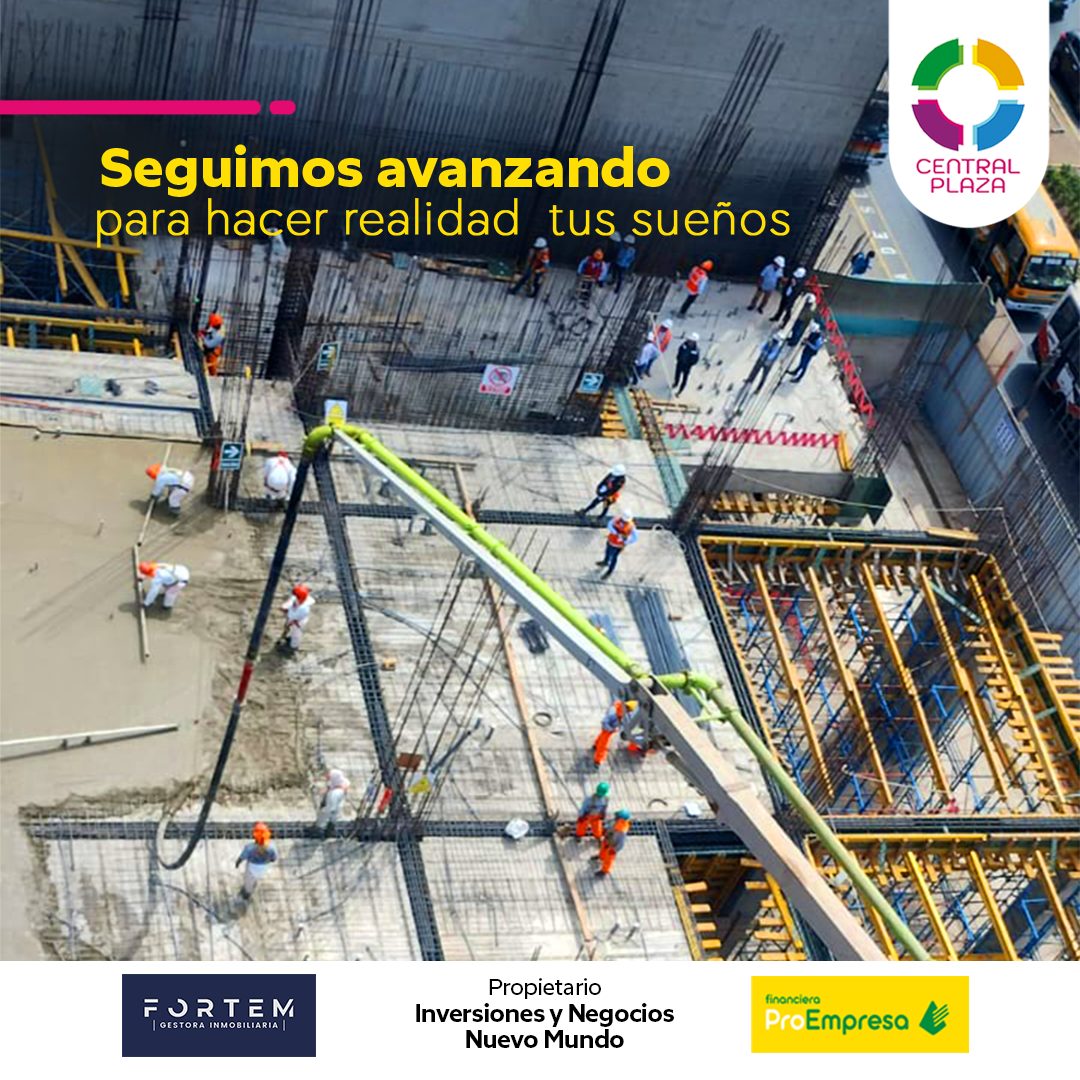 CENTRAL
PLAZA
Seguimos avanzando
para hacer realidad tus sueños
FORTEM
GESTORA INMOBILIARIA
Propietario
Inversiones y Negocios
Nuevo Mundo
financiera
ProEmpresa